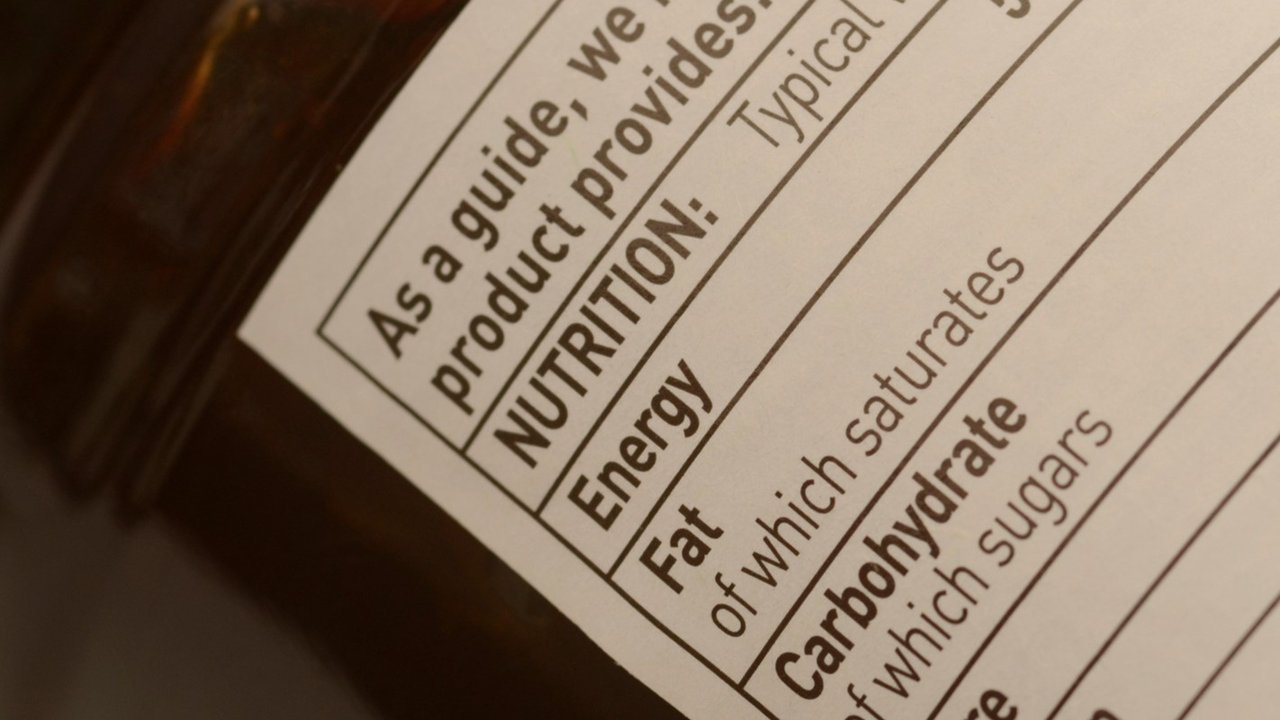 As a guide, we
product provides
NUTRITION: Typical
Energy
Fat
of which saturates
Carbohydrate
of which sugars